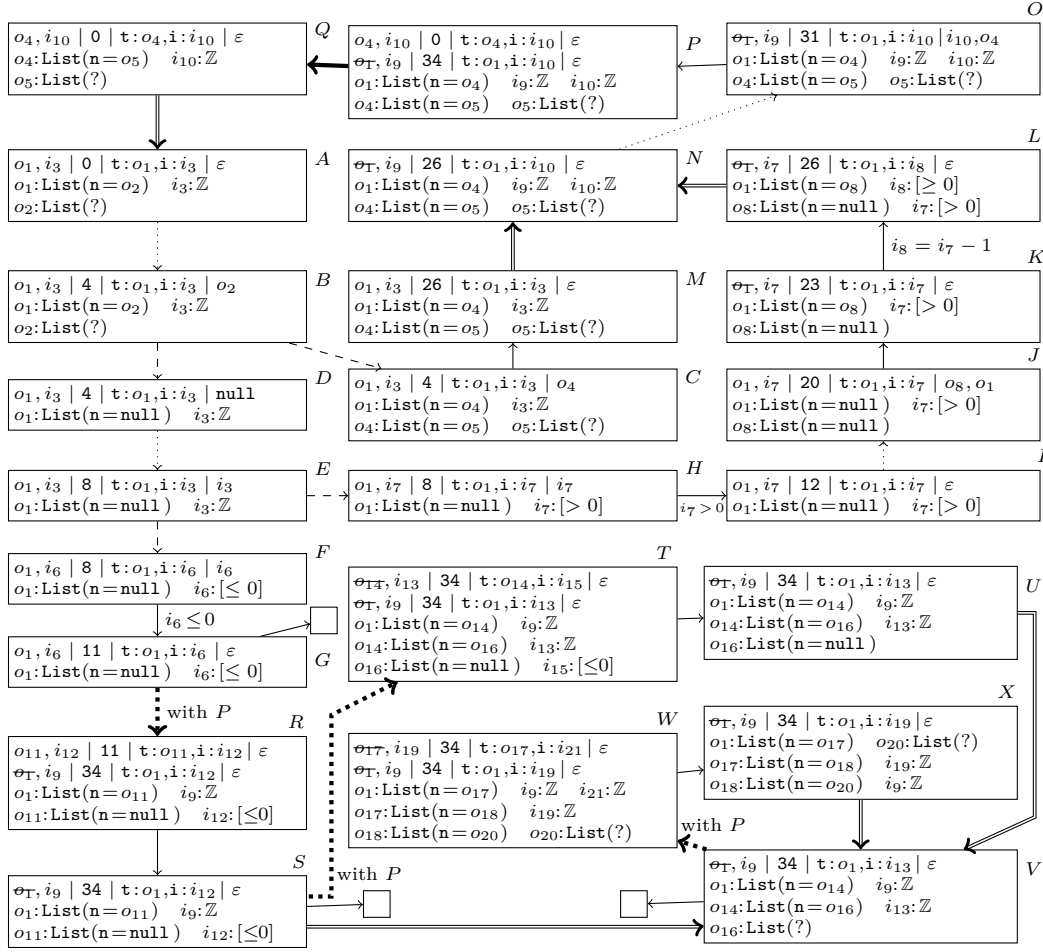 Q
o₄, i₁₀ | 0 | t:o₄,i:i₁₀ | ε
o₄:List(n=o₅) i₁₀:ℤ
o₅:List(?)
P
o₄, i₁₀ | 0 | t:o₄,i:i₁₀ | ε
o̶₁̶, i₉ | 34 | t:o₁,i:i₁₀ | ε
o₁:List(n=o₄) i₉:ℤ i₁₀:ℤ
o₄:List(n=o₅) o₅:List(?)
O
o̶₁̶, i₉ | 31 | t:o₁,i:i₁₀ | i₁₀,o₄
o₁:List(n=o₄) i₉:ℤ i₁₀:ℤ
o₄:List(n=o₅) o₅:List(?)
A
o₁, i₃ | 0 | t:o₁,i:i₃ | ε
o₁:List(n=o₂) i₃:ℤ
o₂:List(?)
N
o̶₁̶, i₉ | 26 | t:o₁,i:i₁₀ | ε
o₁:List(n=o₄) i₉:ℤ i₁₀:ℤ
o₄:List(n=o₅) o₅:List(?)
L
o̶₁̶, i₇ | 26 | t:o₁,i:i₈ | ε
o₁:List(n=o₈) i₈:[≥ 0]
o₈:List(n=null) i₇:[> 0]
i₈ = i₇ − 1
B
o₁, i₃ | 4 | t:o₁,i:i₃ | o₂
o₁:List(n=o₂) i₃:ℤ
o₂:List(?)
M
o₁, i₃ | 26 | t:o₁,i:i₃ | ε
o₁:List(n=o₄) i₃:ℤ
o₄:List(n=o₅) o₅:List(?)
K
o̶₁̶, i₇ | 23 | t:o₁,i:i₇ | ε
o₁:List(n=o₈) i₇:[> 0]
o₈:List(n=null)
D
o₁, i₃ | 4 | t:o₁,i:i₃ | null
o₁:List(n=null) i₃:ℤ
C
o₁, i₃ | 4 | t:o₁,i:i₃ | o₄
o₁:List(n=o₄) i₃:ℤ
o₄:List(n=o₅) o₅:List(?)
J
o₁, i₇ | 20 | t:o₁,i:i₇ | o₈, o₁
o₁:List(n=null) i₇:[> 0]
o₈:List(n=null)
E
o₁, i₃ | 8 | t:o₁,i:i₃ | i₃
o₁:List(n=null) i₃:ℤ
H
o₁, i₇ | 8 | t:o₁,i:i₇ | i₇
o₁:List(n=null) i₇:[> 0]
i₇ > 0
I
o₁, i₇ | 12 | t:o₁,i:i₇ | ε
o₁:List(n=null) i₇:[> 0]
F
o₁, i₆ | 8 | t:o₁,i:i₆ | i₆
o₁:List(n=null) i₆:[≤ 0]
i₆ ≤ 0
G
o₁, i₆ | 11 | t:o₁,i:i₆ | ε
o₁:List(n=null) i₆:[≤ 0]
with P
T
o̶₁̶₄̶, i₁₃ | 34 | t:o₁₄,i:i₁₅ | ε
o̶₁̶, i₉ | 34 | t:o₁,i:i₁₃ | ε
o₁:List(n=o₁₄) i₉:ℤ
o₁₄:List(n=o₁₆) i₁₃:ℤ
o₁₆:List(n=null) i₁₅:[≤0]
U
o̶₁̶, i₉ | 34 | t:o₁,i:i₁₃ | ε
o₁:List(n=o₁₄) i₉:ℤ
o₁₄:List(n=o₁₆) i₁₃:ℤ
o₁₆:List(n=null)
R
o₁₁, i₁₂ | 11 | t:o₁₁,i:i₁₂ | ε
o̶₁̶, i₉ | 34 | t:o₁,i:i₁₂ | ε
o₁:List(n=o₁₁) i₉:ℤ
o₁₁:List(n=null) i₁₂:[≤0]
W
o̶₁̶₇̶, i₁₉ | 34 | t:o₁₇,i:i₂₁ | ε
o̶₁̶, i₉ | 34 | t:o₁,i:i₁₉ | ε
o₁:List(n=o₁₇) i₉:ℤ i₂₁:ℤ
o₁₇:List(n=o₁₈) i₁₉:ℤ
o₁₈:List(n=o₂₀) o₂₀:List(?)
X
o̶₁̶, i₉ | 34 | t:o₁,i:i₁₉ | ε
o₁:List(n=o₁₇) o₂₀:List(?)
o₁₇:List(n=o₁₈) i₁₉:ℤ
o₁₈:List(n=o₂₀) i₉:ℤ
with P
S
o̶₁̶, i₉ | 34 | t:o₁,i:i₁₂ | ε
o₁:List(n=o₁₁) i₉:ℤ
o₁₁:List(n=null) i₁₂:[≤0]
with P
V
o̶₁̶, i₉ | 34 | t:o₁,i:i₁₃ | ε
o₁:List(n=o₁₄) i₉:ℤ
o₁₄:List(n=o₁₆) i₁₃:ℤ
o₁₆:List(?)